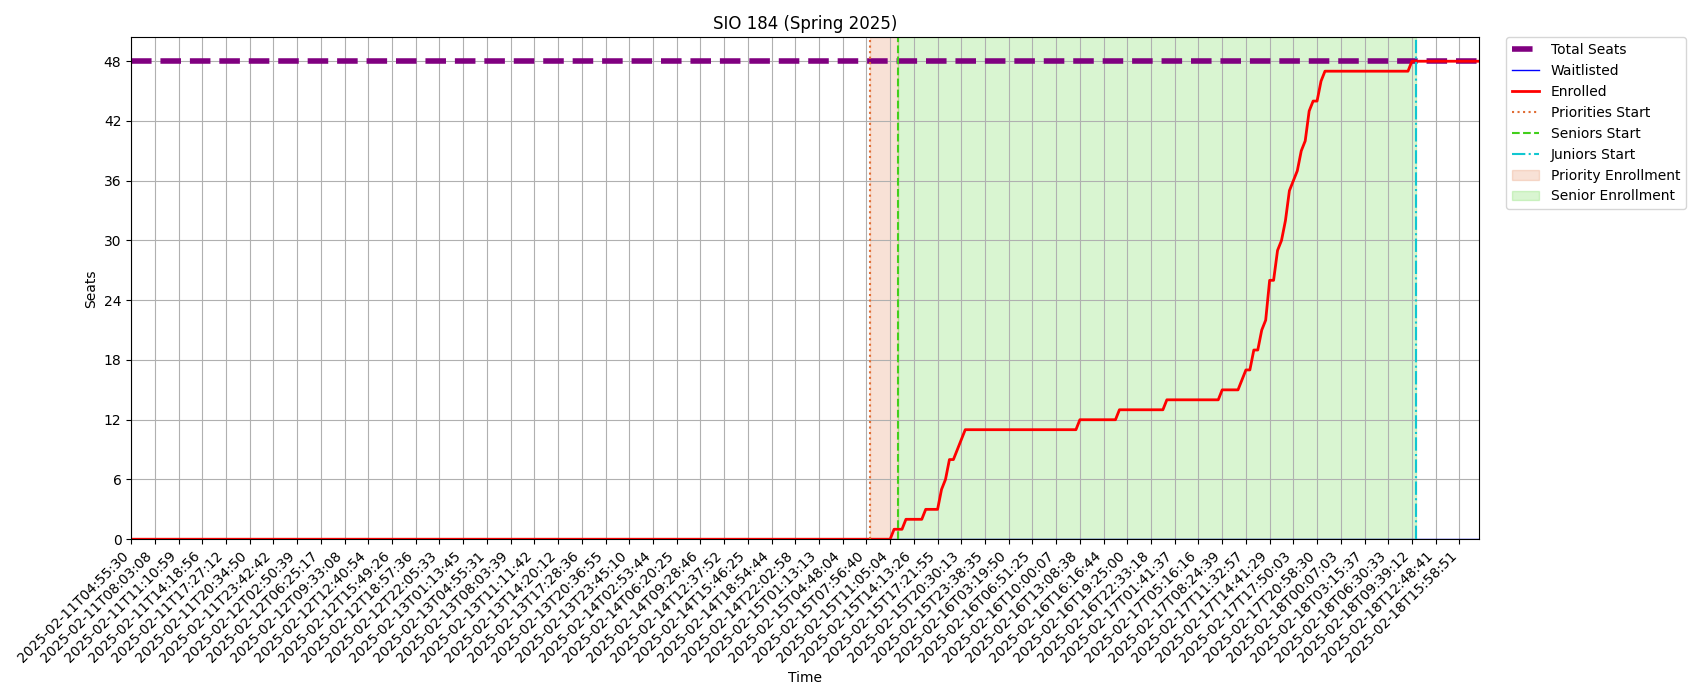 SIO 184 (Spring 2025)
Seats
48
42
36
30
24
18
12
6
0
2025-02-11T04:55:30
2025-02-11T08:03:08
2025-02-11T11:10:59
2025-02-11T14:18:56
2025-02-11T17:27:12
2025-02-11T20:34:50
2025-02-11T23:42:42
2025-02-12T02:50:39
2025-02-12T06:25:17
2025-02-12T09:33:08
2025-02-12T12:40:54
2025-02-12T15:49:26
2025-02-12T18:57:36
2025-02-12T22:05:33
2025-02-13T01:13:45
2025-02-13T04:55:31
2025-02-13T08:03:39
2025-02-13T11:11:42
2025-02-13T14:20:12
2025-02-13T17:28:36
2025-02-13T20:36:55
2025-02-13T23:45:10
2025-02-14T02:53:44
2025-02-14T06:20:25
2025-02-14T09:28:46
2025-02-14T12:37:52
2025-02-14T15:46:25
2025-02-14T18:54:44
2025-02-14T22:02:58
2025-02-15T01:13:13
2025-02-15T04:48:04
2025-02-15T07:56:40
2025-02-15T11:05:04
2025-02-15T14:13:26
2025-02-15T17:21:55
2025-02-15T20:30:13
2025-02-15T23:38:35
2025-02-16T03:19:50
2025-02-16T06:51:25
2025-02-16T10:00:07
2025-02-16T13:08:38
2025-02-16T16:16:44
2025-02-16T19:25:00
2025-02-16T22:33:18
2025-02-17T01:41:37
2025-02-17T05:16:16
2025-02-17T08:24:39
2025-02-17T11:32:57
2025-02-17T14:41:29
2025-02-17T17:50:03
2025-02-17T20:58:30
2025-02-18T00:07:03
2025-02-18T03:15:37
2025-02-18T06:30:33
2025-02-18T09:39:12
2025-02-18T12:48:41
2025-02-18T15:58:51
Time
Total Seats
Waitlisted
Enrolled
Priorities Start
Seniors Start
Juniors Start
Priority Enrollment
Senior Enrollment